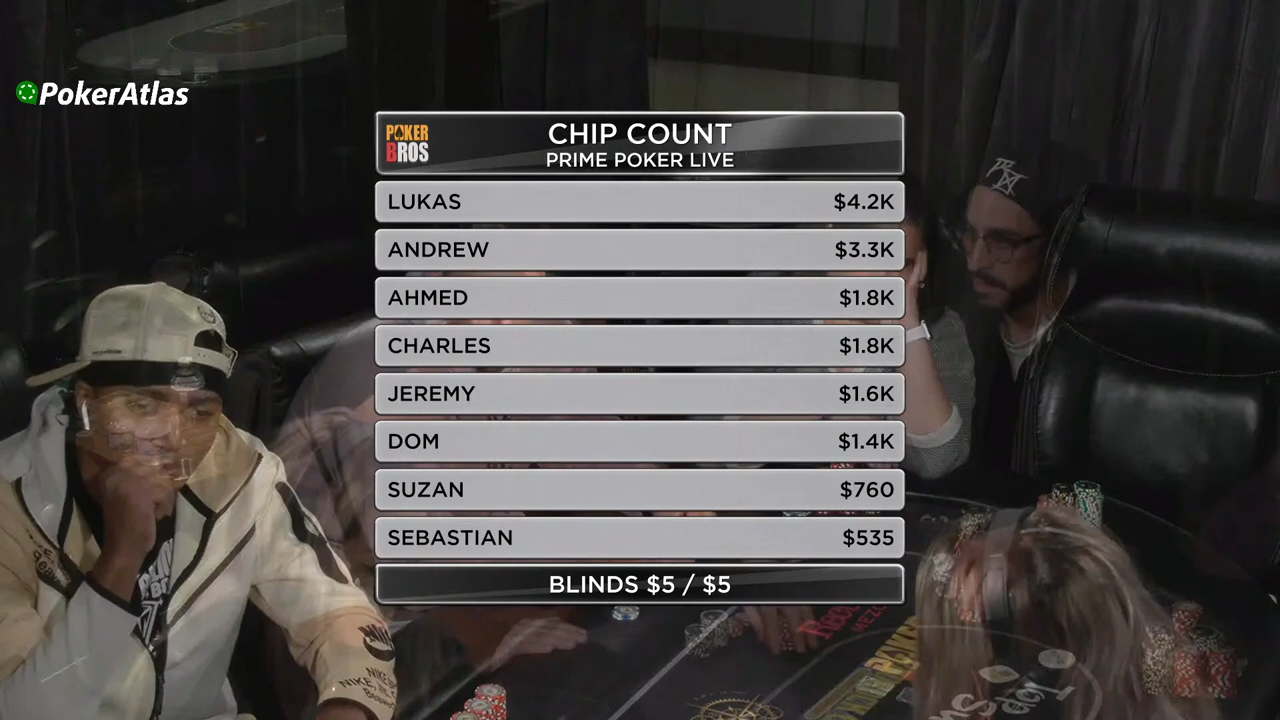 PokerAtlas
POKER
BROS
CHIP COUNT
PRIME POKER LIVE
LUKAS $4.2K
ANDREW $3.3K
AHMED $1.8K
CHARLES $1.8K
JEREMY $1.6K
DOM $1.4K
SUZAN $760
SEBASTIAN $535
BLINDS $5 / $5
NIKE